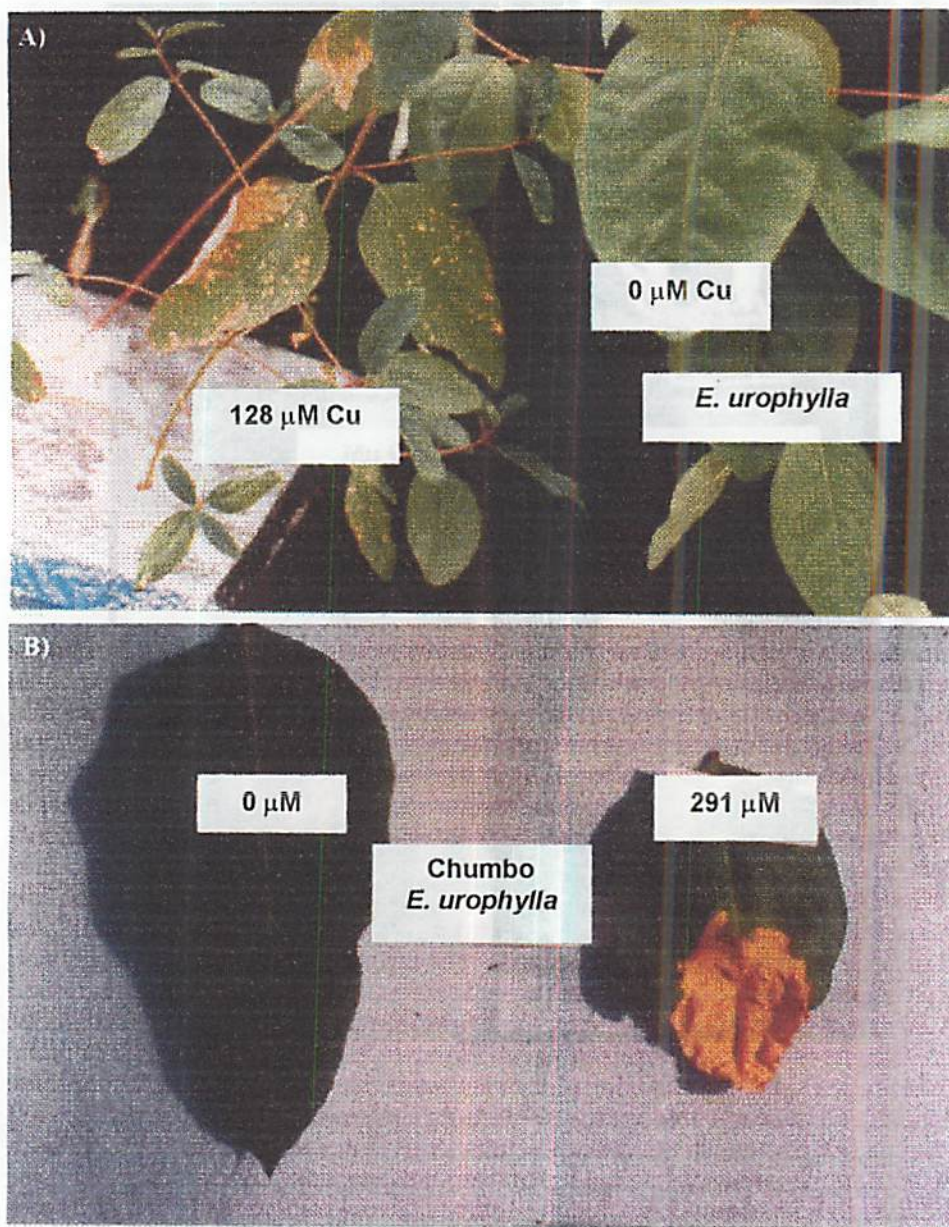 A)
0 μM Cu
E. urophylla
128 μM Cu
B)
0 μM
291 μM
Chumbo
E. urophylla